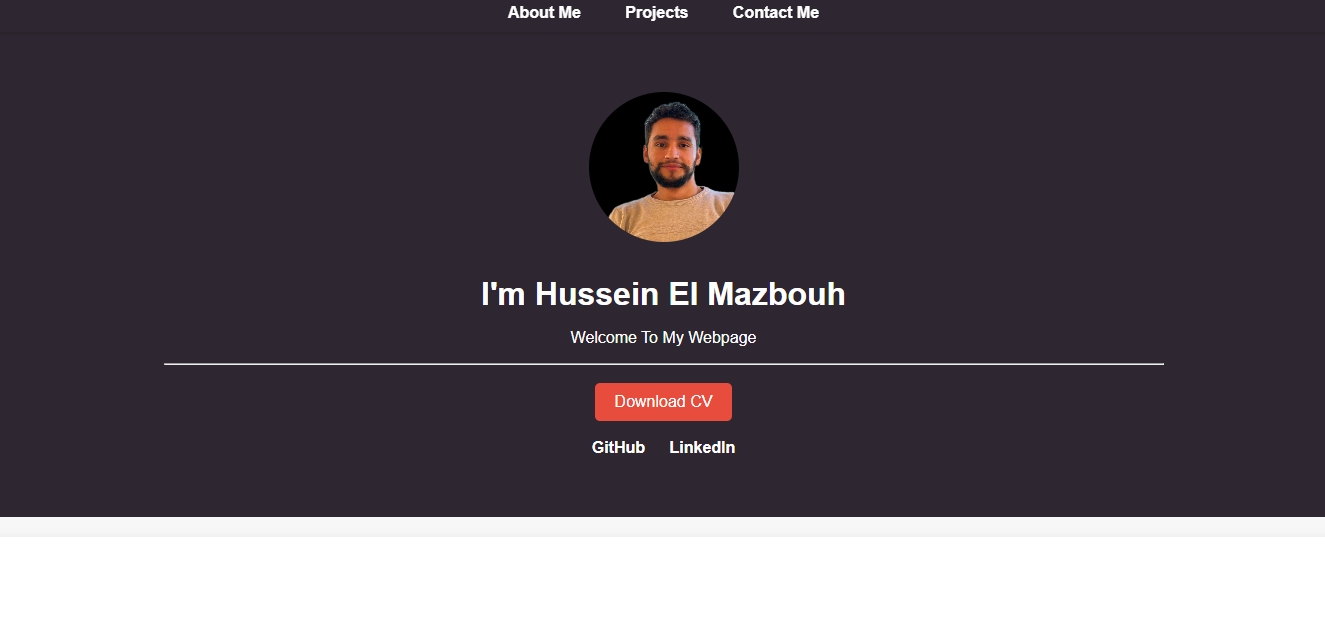 About Me Projects Contact Me
I'm Hussein El Mazbouh
Welcome To My Webpage
Download CV
GitHub LinkedIn